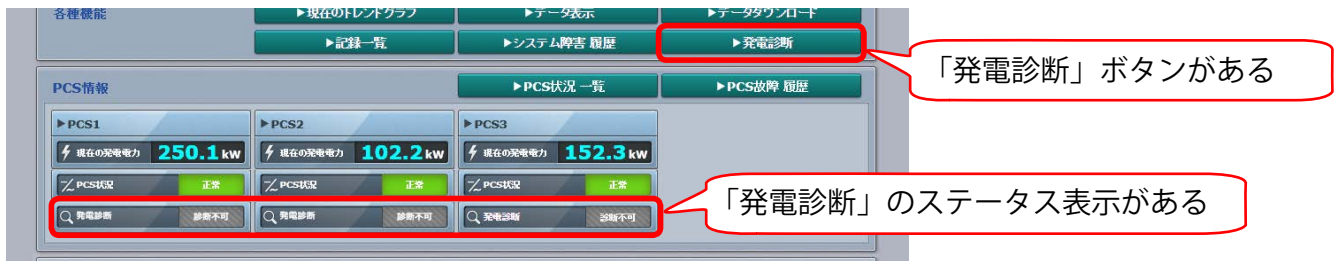 各種機能
▶現在のトレンドグラフ
▶データ表示
▶データダウンロード
▶記録一覧
▶システム障害 履歴
▶発電診断
「発電診断」ボタンがある
PCS情報
▶PCS状況 一覧
▶PCS故障 履歴
▶PCS1
▶PCS2
▶PCS3
現在の発電電力 250.1kw
現在の発電電力 102.2kw
現在の発電電力 152.3kw
PCS状況 正常
PCS状況 正常
PCS状況 正常
発電診断 診断不可
発電診断 診断不可
発電診断 診断不可
「発電診断」のステータス表示がある